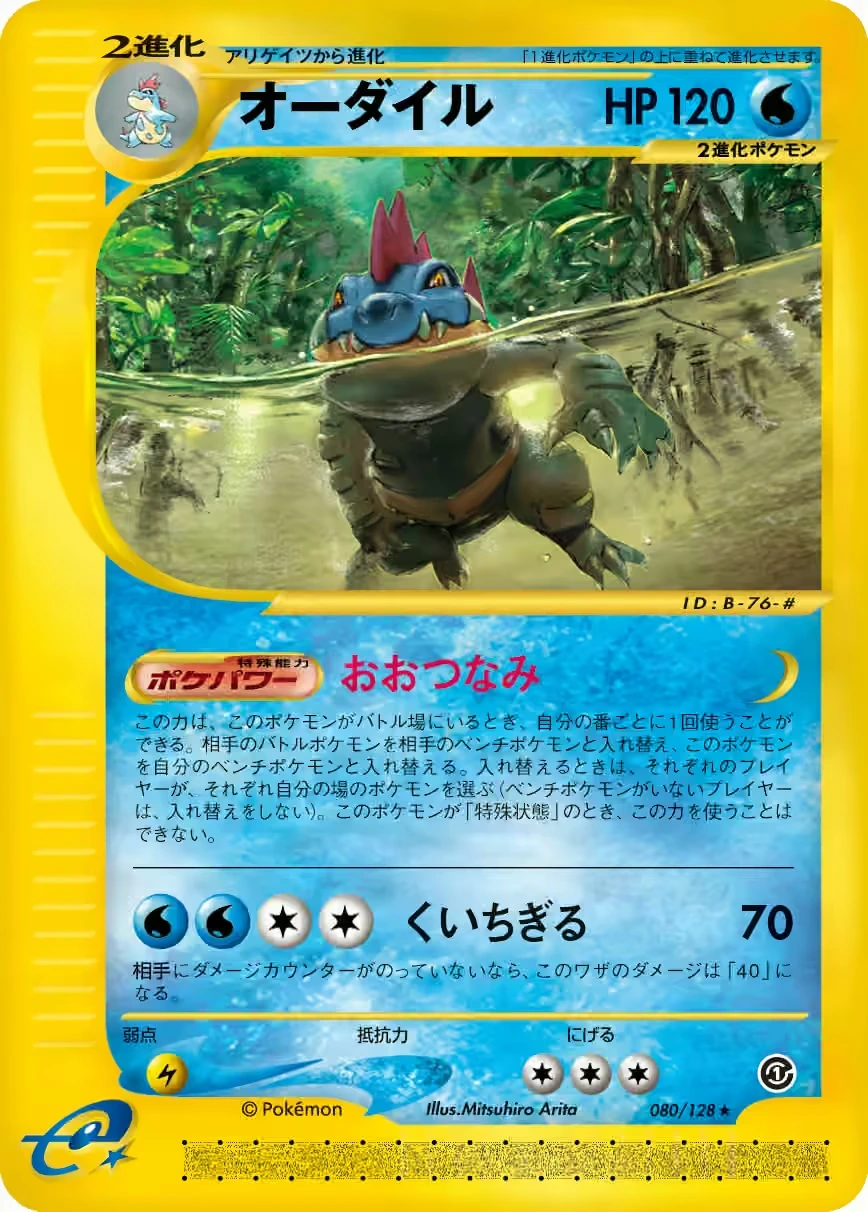 2進化
アリゲイツから進化
「1進化ポケモン」の上に重ねて進化させます。
オーダイル
HP 120
2進化ポケモン
ID:B-76-#
特殊能力
ポケパワー
おおつなみ
この力は、このポケモンがバトル場にいるとき、自分の番ごとに1回使うことが
できる。相手のバトルポケモンを相手のベンチポケモンと入れ替え、このポケモン
を自分のベンチポケモンと入れ替える。入れ替えるときは、それぞれのプレイ
ヤーが、それぞれ自分の場のポケモンを選ぶ(ベンチポケモンがいないプレイヤー
は、入れ替えをしない)。このポケモンが「特殊状態」のとき、この力を使うことは
できない。
くいちぎる
70
相手にダメージカウンターがのっていないなら、このワザのダメージは「40」に
なる。
弱点
抵抗力
にげる
1
© Pokémon
Illus.Mitsuhiro Arita
080/128★
e